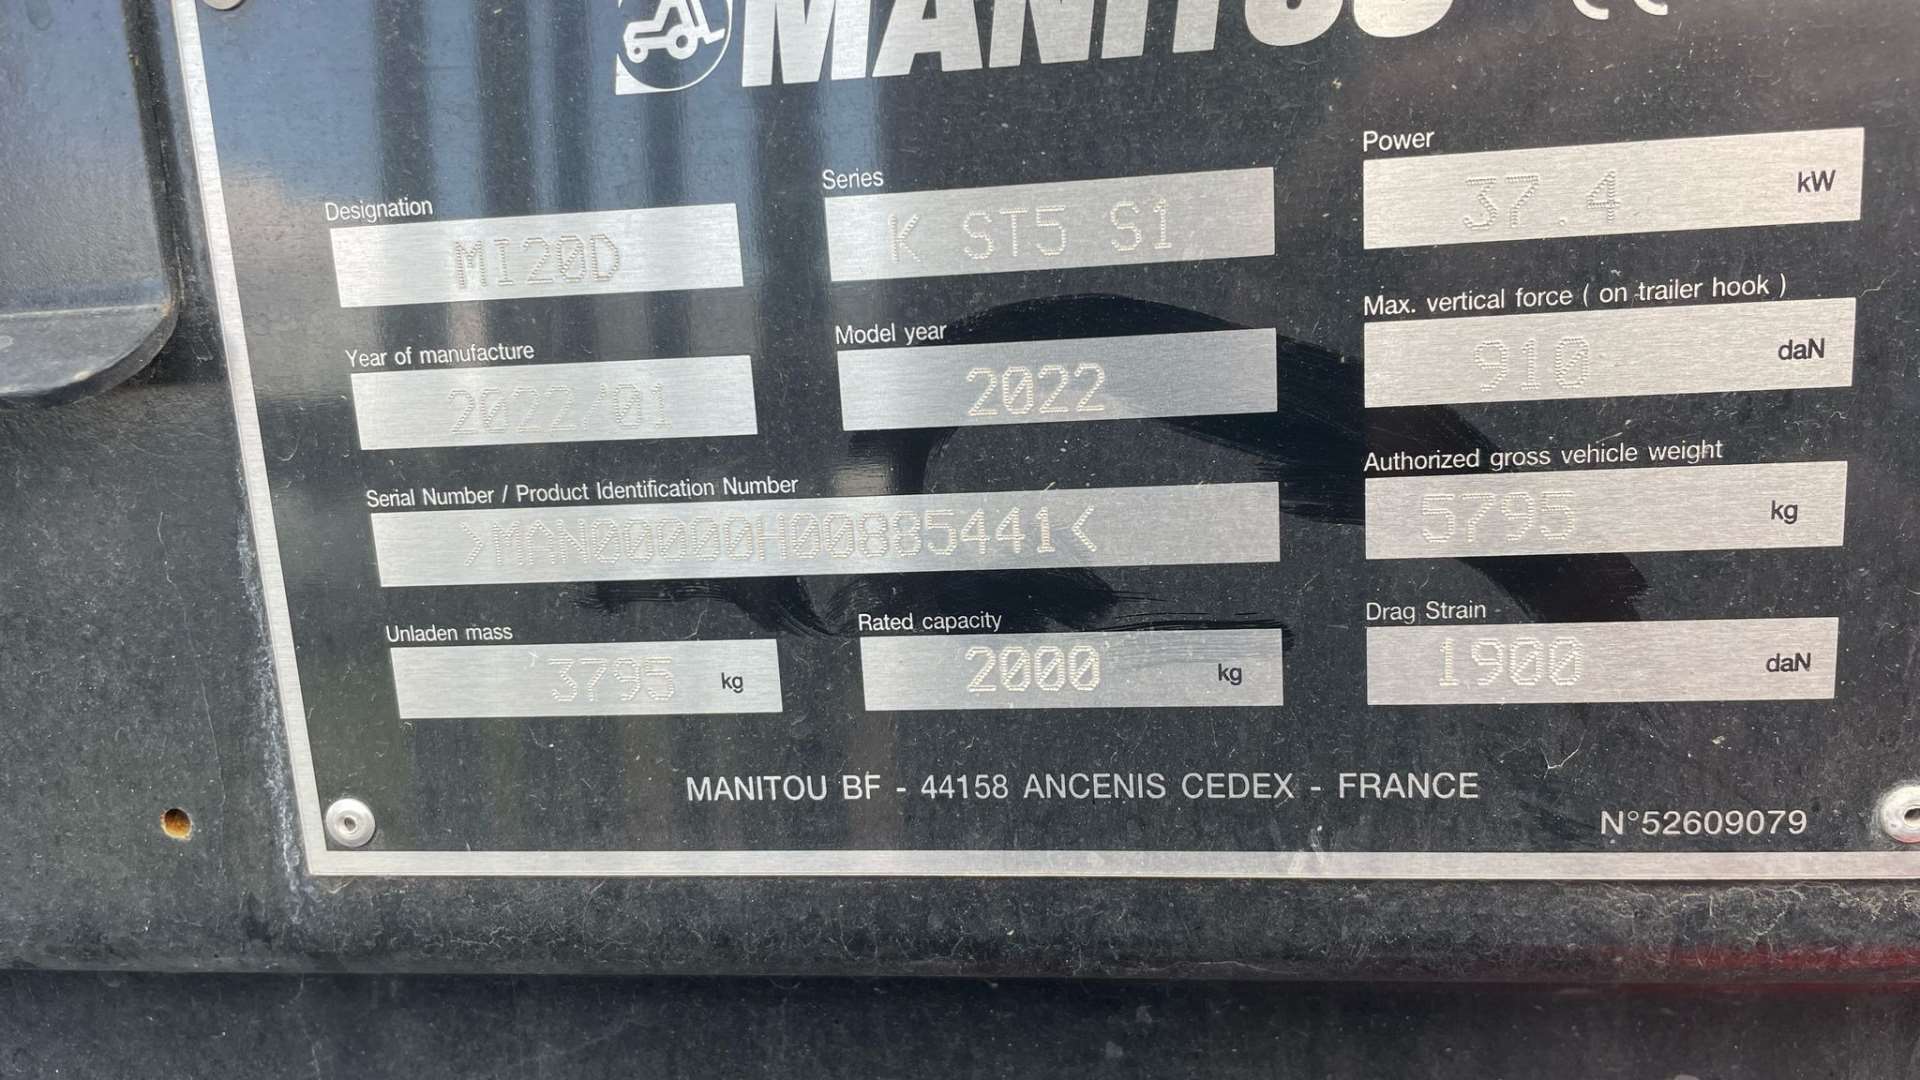 MANITOU
Designation
MI20D
Series
K ST5 S1
Power
37.4 kW
Year of manufacture
2022/01
Model year
2022
Max. vertical force ( on trailer hook )
910 daN
Serial Number / Product Identification Number
>MAN00000H00885441<
Authorized gross vehicle weight
5795 kg
Unladen mass
3795 kg
Rated capacity
2000 kg
Drag Strain
1900 daN
MANITOU BF - 44158 ANCENIS CEDEX - FRANCE
N°52609079